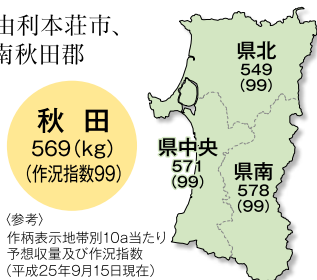 由利本荘市、
南秋田郡
秋田
569(kg)
(作況指数99)
県北
549
(99)
県中央
571
(99)
県南
578
(99)
〈参考〉
作柄表示地帯別10a当たり
予想収量及び作況指数
(平成25年9月15日現在)